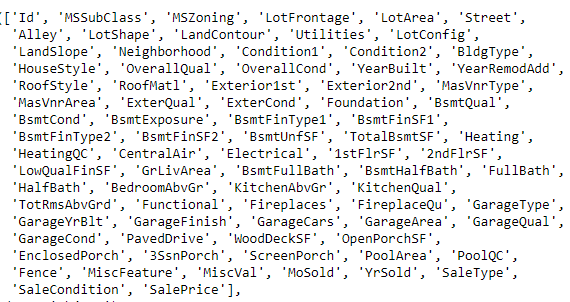 (['Id', 'MSSubClass', 'MSZoning', 'LotFrontage', 'LotArea', 'Street',
'Alley', 'LotShape', 'LandContour', 'Utilities', 'LotConfig',
'LandSlope', 'Neighborhood', 'Condition1', 'Condition2', 'BldgType',
'HouseStyle', 'OverallQual', 'OverallCond', 'YearBuilt', 'YearRemodAdd',
'RoofStyle', 'RoofMatl', 'Exterior1st', 'Exterior2nd', 'MasVnrType',
'MasVnrArea', 'ExterQual', 'ExterCond', 'Foundation', 'BsmtQual',
'BsmtCond', 'BsmtExposure', 'BsmtFinType1', 'BsmtFinSF1',
'BsmtFinType2', 'BsmtFinSF2', 'BsmtUnfSF', 'TotalBsmtSF', 'Heating',
'HeatingQC', 'CentralAir', 'Electrical', '1stFlrSF', '2ndFlrSF',
'LowQualFinSF', 'GrLivArea', 'BsmtFullBath', 'BsmtHalfBath', 'FullBath',
'HalfBath', 'BedroomAbvGr', 'KitchenAbvGr', 'KitchenQual',
'TotRmsAbvGrd', 'Functional', 'Fireplaces', 'FireplaceQu', 'GarageType',
'GarageYrBlt', 'GarageFinish', 'GarageCars', 'GarageArea', 'GarageQual',
'GarageCond', 'PavedDrive', 'WoodDeckSF', 'OpenPorchSF',
'EnclosedPorch', '3SsnPorch', 'ScreenPorch', 'PoolArea', 'PoolQC',
'Fence', 'MiscFeature', 'MiscVal', 'MoSold', 'YrSold', 'SaleType',
'SaleCondition', 'SalePrice'],